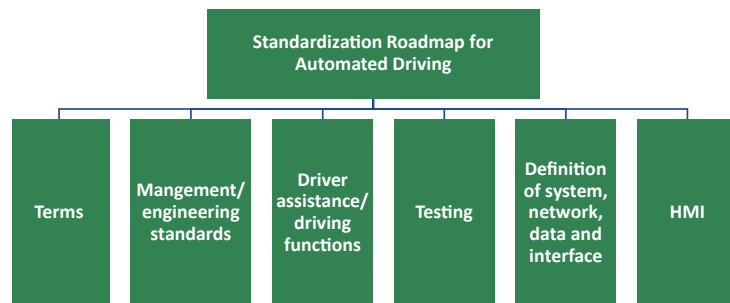 Standardization Roadmap for
Automated Driving
Terms
Mangement/
engineering
standards
Driver
assistance/
driving
functions
Testing
Definition
of system,
network,
data and
interface
HMI